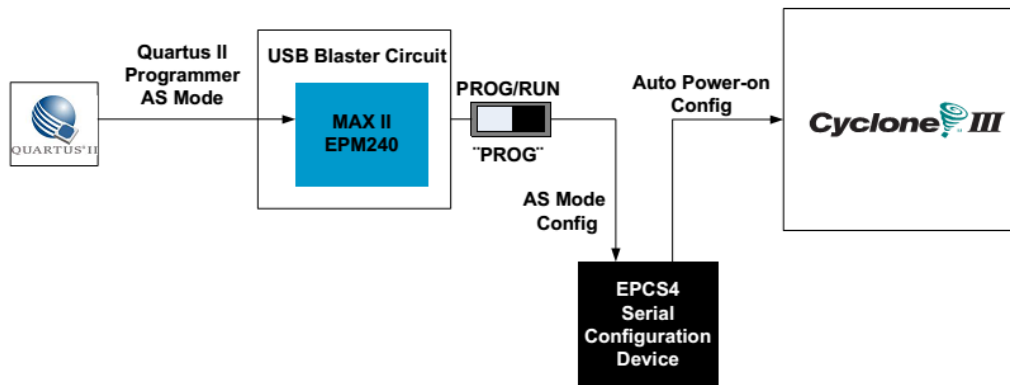 Quartus II
Programmer
AS Mode
QUARTUS II
USB Blaster Circuit
MAX II
EPM240
PROG/RUN
¨PROG¨
AS Mode
Config
EPCS4
Serial
Configuration
Device
Auto Power-on
Config
Cyclone III